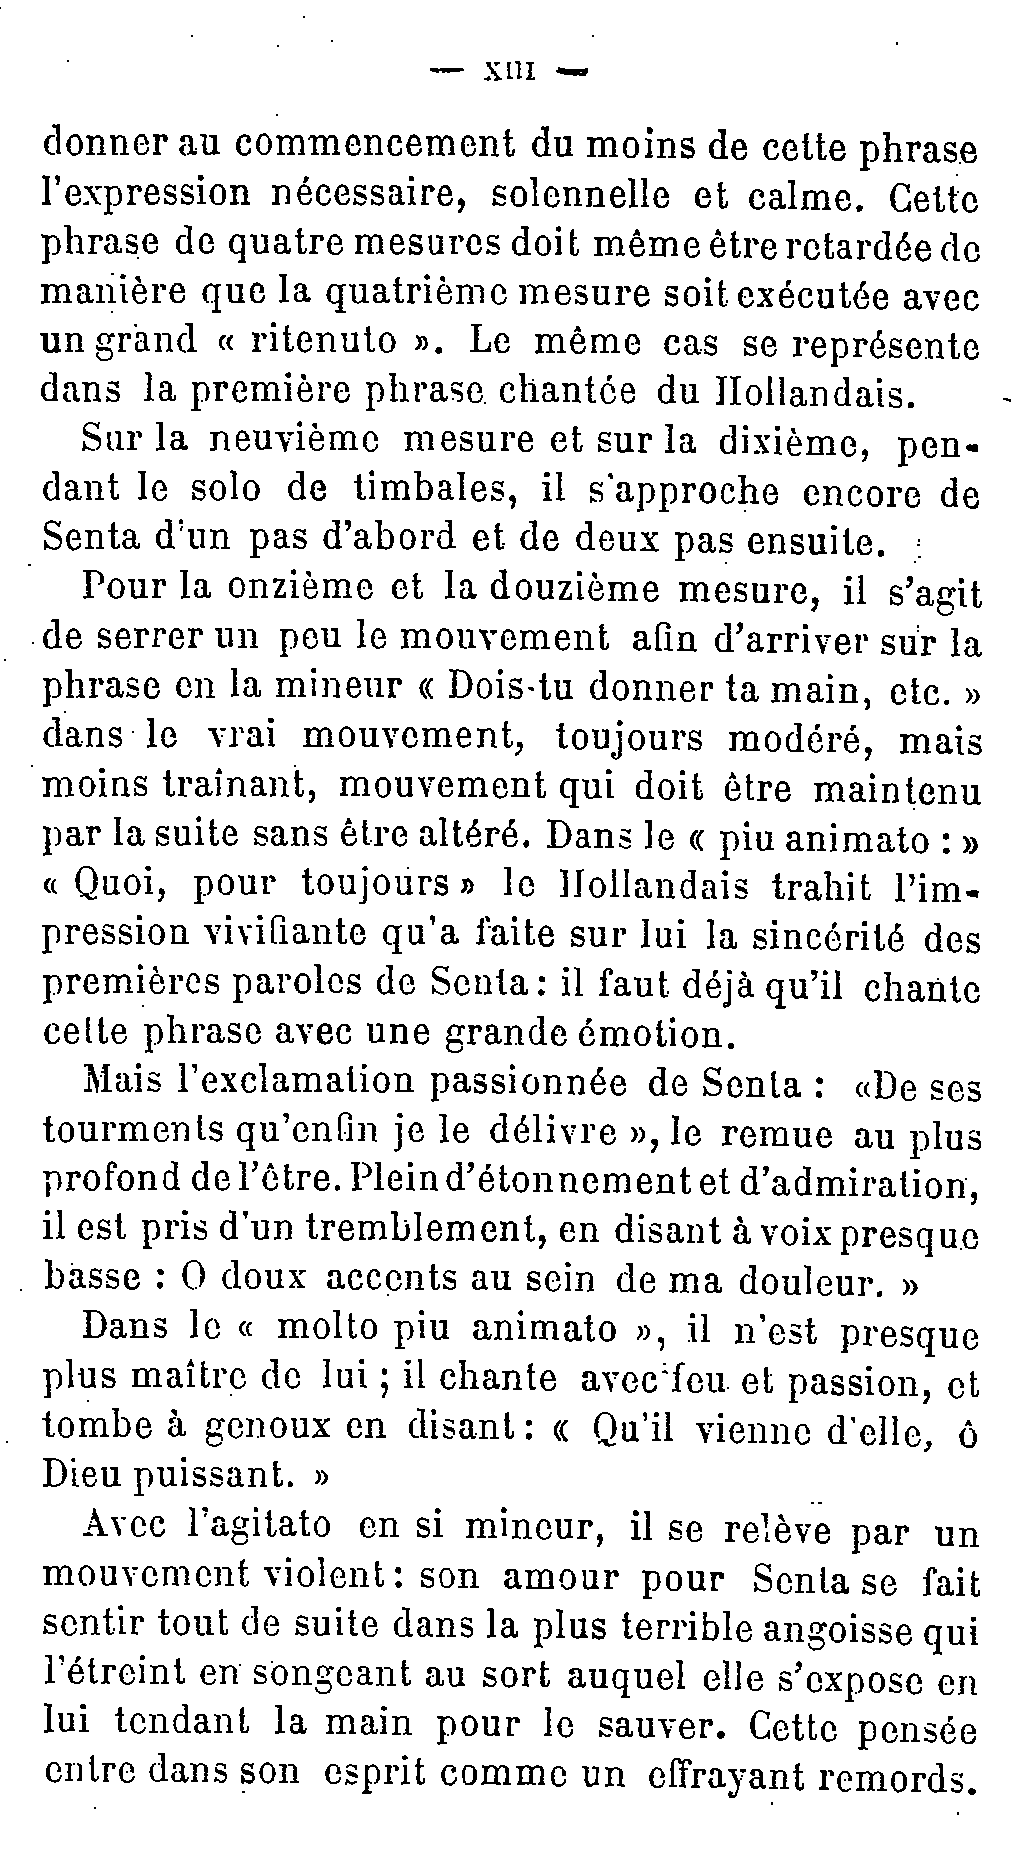 — XIII —
donner au commencement du moins de cette phrase
l'expression nécessaire, solennelle et calme. Cette
phrase de quatre mesures doit même être retardée de
manière que la quatrième mesure soit exécutée avec
un grand « ritenuto ». Le même cas se représente
dans la première phrase chantée du Hollandais.
Sur la neuvième mesure et sur la dixième, pen-
dant le solo de timbales, il s'approche encore de
Senta d'un pas d'abord et de deux pas ensuite.
Pour la onzième et la douzième mesure, il s'agit
de serrer un peu le mouvement afin d'arriver sur la
phrase en la mineur « Dois-tu donner ta main, etc. »
dans le vrai mouvement, toujours modéré, mais
moins traînant, mouvement qui doit être maintenu
par la suite sans être altéré. Dans le « piu animato : »
« Quoi, pour toujours » le Hollandais trahit l'im-
pression vivifiante qu'a faite sur lui la sincérité des
premières paroles de Senta : il faut déjà qu'il chante
cette phrase avec une grande émotion.
Mais l'exclamation passionnée de Senta : «De ses
tourments qu'enfin je le délivre », le remue au plus
profond de l'être. Plein d'étonnement et d'admiration,
il est pris d'un tremblement, en disant à voix presque
basse : O doux accents au sein de ma douleur. »
Dans le « molto piu animato », il n'est presque
plus maître de lui ; il chante avec feu et passion, et
tombe à genoux en disant : « Qu'il vienne d'elle, ô
Dieu puissant. »
Avec l'agitato en si mineur, il se relève par un
mouvement violent : son amour pour Senta se fait
sentir tout de suite dans la plus terrible angoisse qui
l'étreint en songeant au sort auquel elle s'expose en
lui tendant la main pour le sauver. Cette pensée
entre dans son esprit comme un effrayant remords.